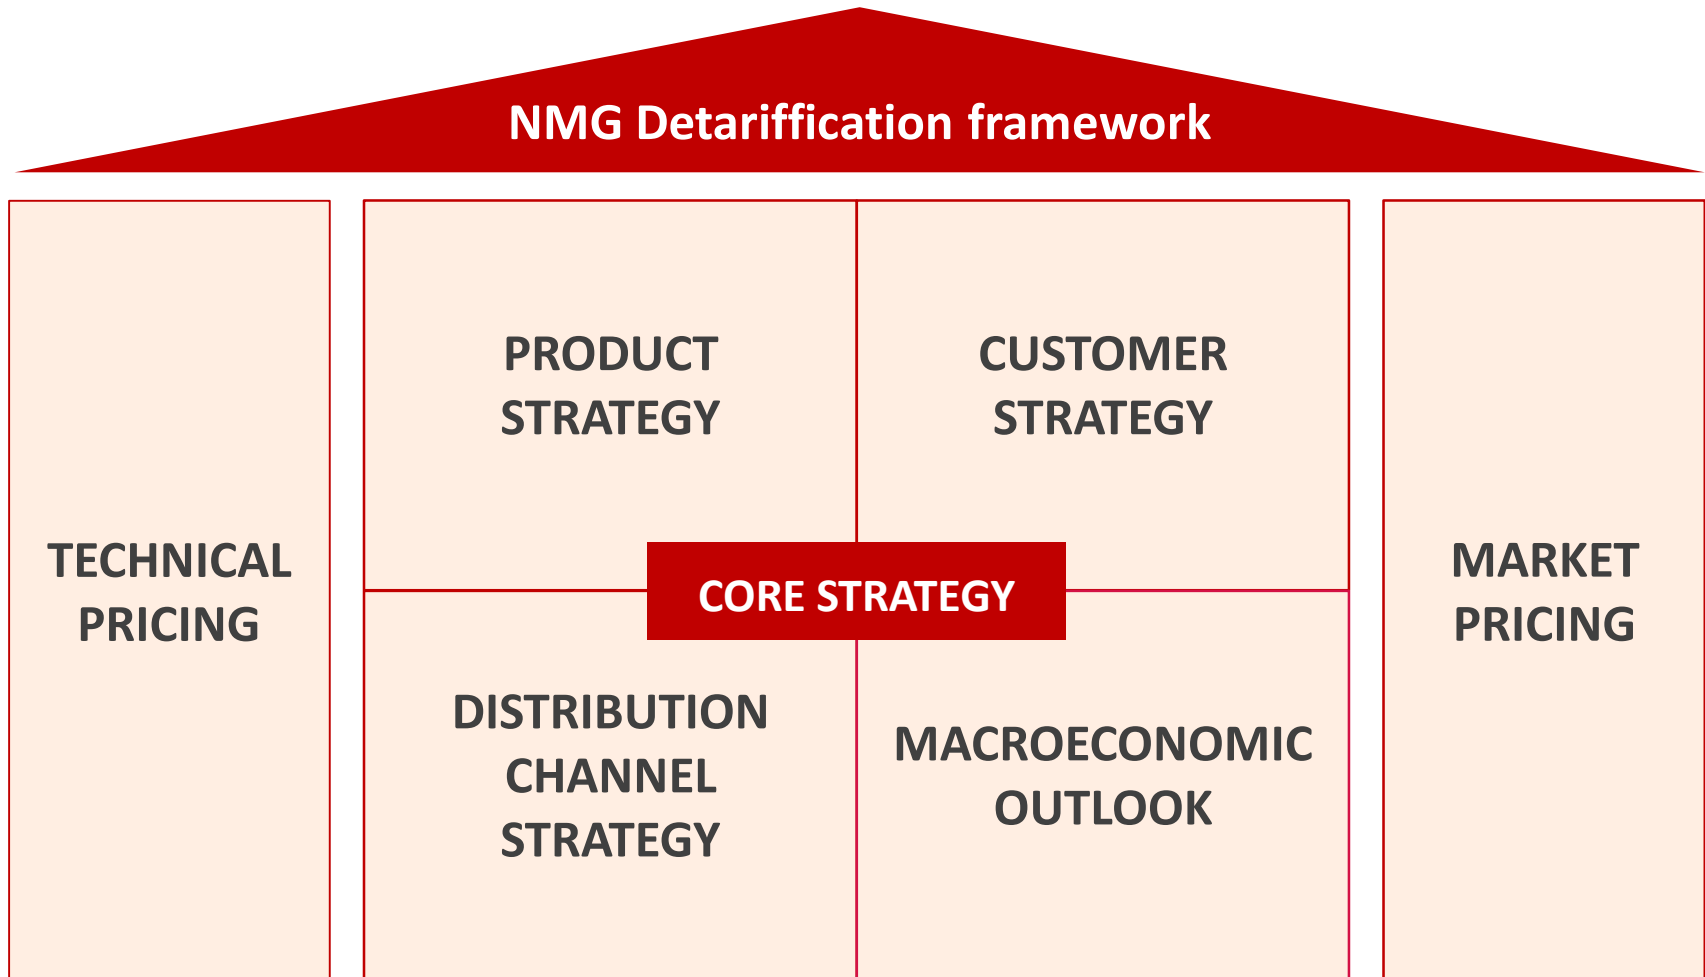 NMG Detariffication framework
TECHNICAL
PRICING
PRODUCT
STRATEGY
CUSTOMER
STRATEGY
CORE STRATEGY
DISTRIBUTION
CHANNEL
STRATEGY
MACROECONOMIC
OUTLOOK
MARKET
PRICING